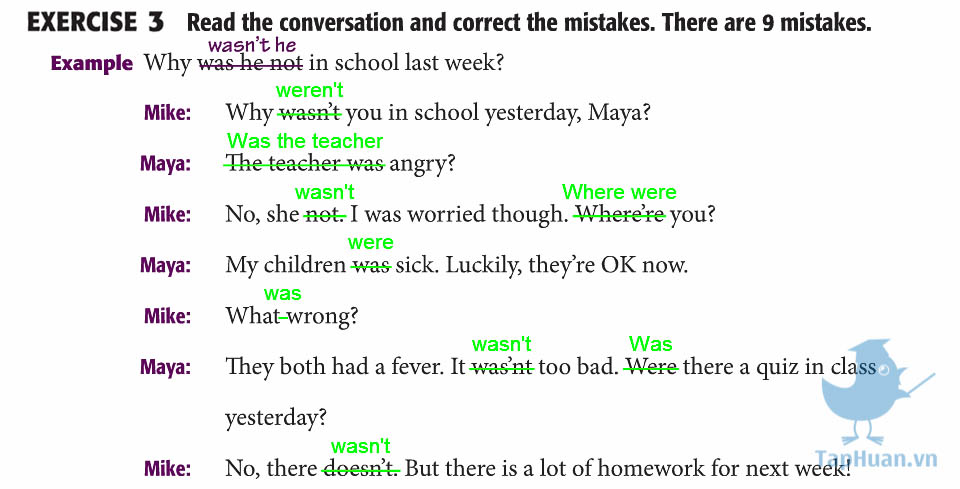 EXERCISE 3 Read the conversation and correct the mistakes. There are 9 mistakes.
wasn't he
Example Why was he not in school last week?
weren't
Mike: Why wasn't you in school yesterday, Maya?
Was the teacher
Maya: The teacher was angry?
wasn't Where were
Mike: No, she not. I was worried though. Where're you?
were
Maya: My children was sick. Luckily, they're OK now.
was
Mike: What wrong?
wasn't Was
Maya: They both had a fever. It was'nt too bad. Were there a quiz in class
yesterday?
wasn't
Mike: No, there doesn't. But there is a lot of homework for next week!
TapHuan.vn